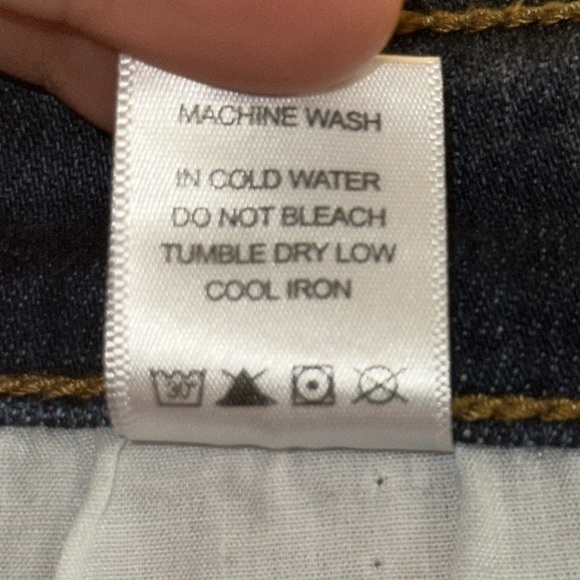 MACHINE WASH
IN COLD WATER
DO NOT BLEACH
TUMBLE DRY LOW
COOL IRON
30°